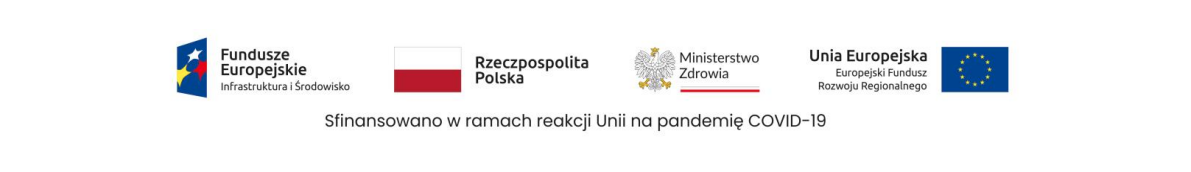 Fundusze
Europejskie
Infrastruktura i Środowisko
Rzeczpospolita
Polska
Ministerstwo
Zdrowia
Unia Europejska
Europejski Fundusz
Rozwoju Regionalnego
Sfinansowano w ramach reakcji Unii na pandemię COVID-19